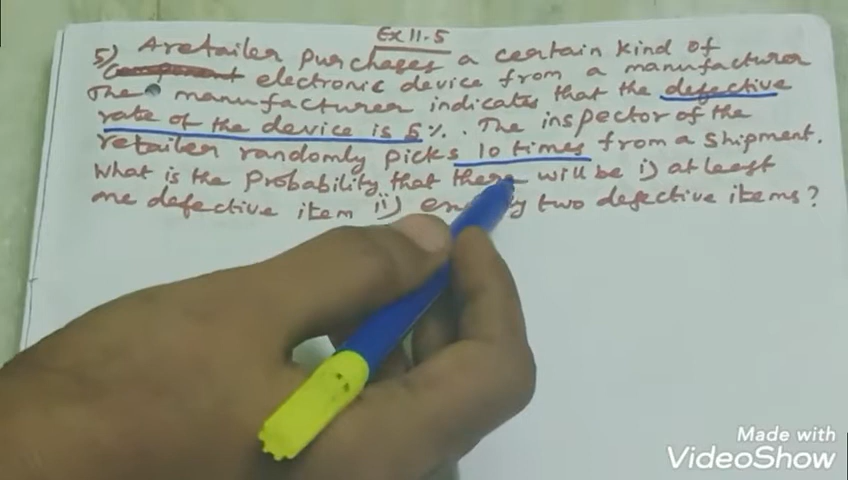 Ex 11.5
5) A retailer purchases a certain kind of
electronic device from a manufacturer
The manufacturer indicates that the defective
rate of the device is 5%. The inspector of the
retailer randomly picks 10 times from a shipment.
What is the probability that there will be i) at least
one defective item ii) two defective items?
Made with
VideoShow